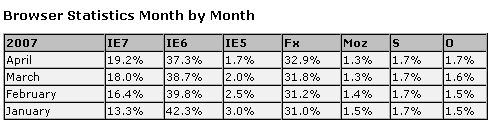 Browser Statistics Month by Month
2007 IE7 IE6 IE5 Fx Moz S O
April 19.2% 37.3% 1.7% 32.9% 1.3% 1.7% 1.7%
March 18.0% 38.7% 2.0% 31.8% 1.3% 1.7% 1.6%
February 16.4% 39.8% 2.5% 31.2% 1.4% 1.7% 1.5%
January 13.3% 42.3% 3.0% 31.0% 1.5% 1.7% 1.5%